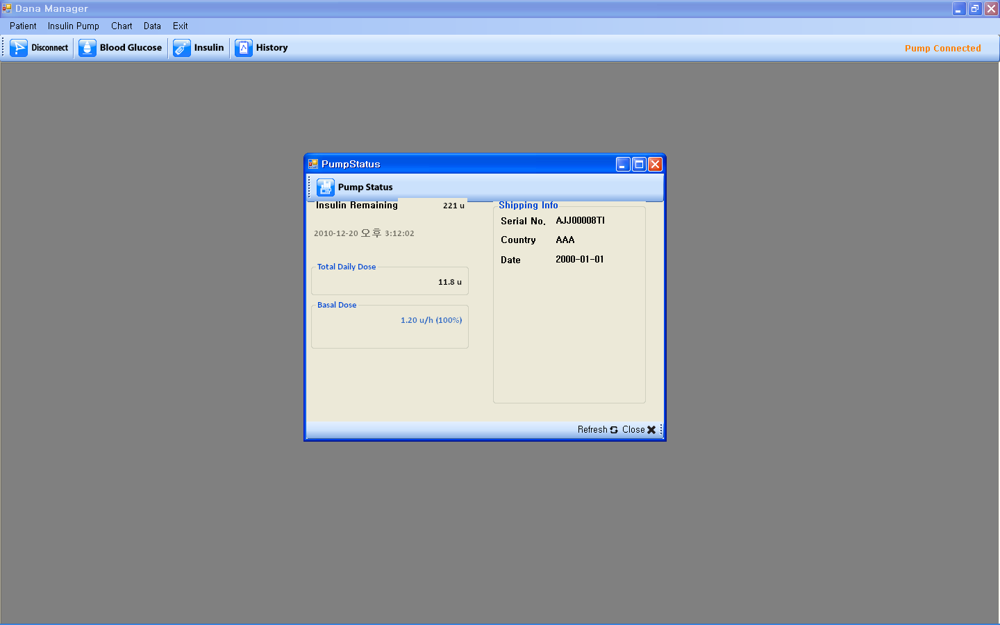 Dana Manager
Patient Insulin Pump Chart Data Exit
Disconnect Blood Glucose Insulin History Pump Connected
PumpStatus
Pump Status
Insulin Remaining 221 u
2010-12-20 오후 3:12:02
Total Daily Dose
11.8 u
Basal Dose
1.20 u/h (100%)
Shipping Info
Serial No. AJJ00008TI
Country AAA
Date 2000-01-01
Refresh Close